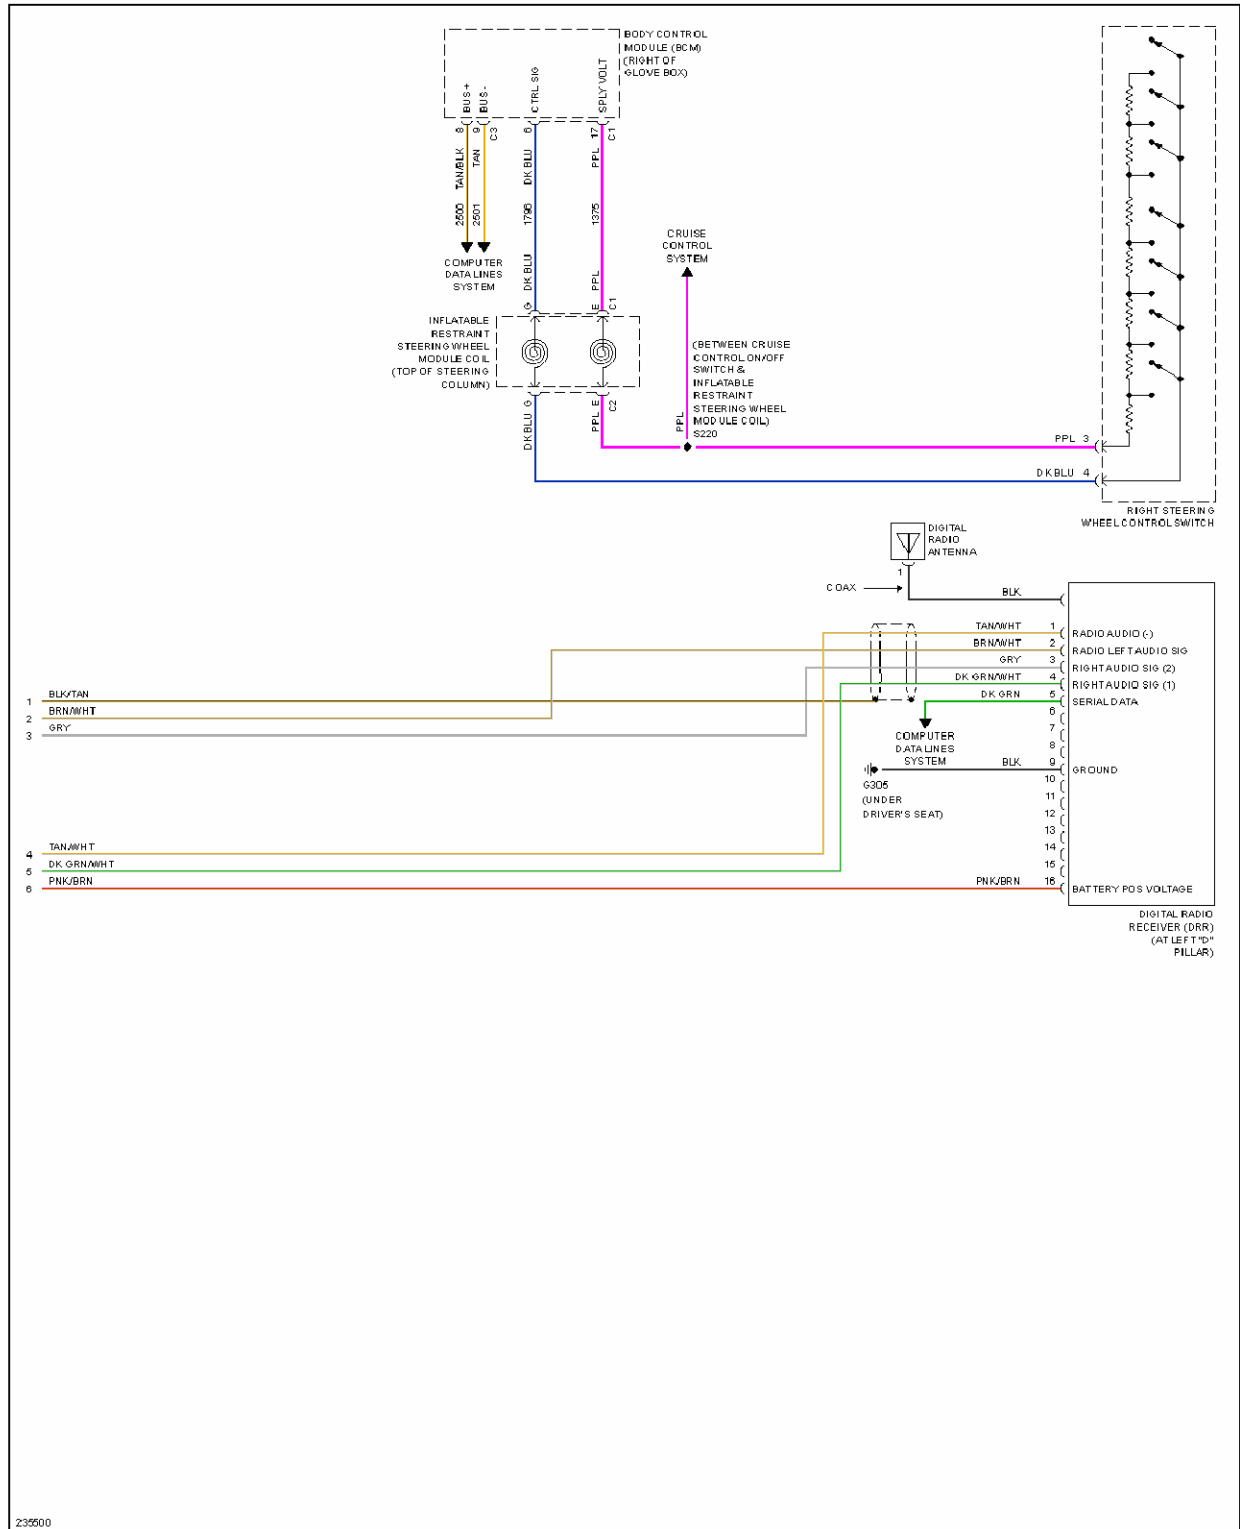 BODY CONTROL
MODULE (BCM)
(RIGHT OF
GLOVE BOX)
BUS+
BUS-
CTRL SIG
SPLY VOLT
8
9
C3
6
17
C1
TAN/BLK
TAN
DK BLU
PPL
2500
2501
1796
1375
COMPUTER
DATA LINES
SYSTEM
DK BLU
PPL
G
E
C1
INFLATABLE
RESTRAINT
STEERING WHEEL
MODULE COIL
(TOP OF STEERING
COLUMN)
G
E
C2
DK BLU
PPL
CRUISE
CONTROL
SYSTEM
(BETWEEN CRUISE
CONTROL ON/OFF
SWITCH &
INFLATABLE
RESTRAINT
STEERING WHEEL
MODULE COIL)
S220
PPL
PPL 3
DK BLU 4
RIGHT STEERING
WHEEL CONTROL SWITCH
DIGITAL
RADIO
ANTENNA
1
COAX
BLK
TAN/WHT 1 RADIO AUDIO (-)
BRN/WHT 2 RADIO LEFT AUDIO SIG
GRY 3 RIGHT AUDIO SIG (2)
DK GRN/WHT 4 RIGHT AUDIO SIG (1)
DK GRN 5 SERIAL DATA
6
7
8
BLK 9 GROUND
10
11
12
13
14
15
PNK/BRN 16 BATTERY POS VOLTAGE
COMPUTER
DATA LINES
SYSTEM
G305
(UNDER
DRIVER'S SEAT)
1 BLK/TAN
2 BRN/WHT
3 GRY
4 TAN/WHT
5 DK GRN/WHT
6 PNK/BRN
DIGITAL RADIO
RECEIVER (DRR)
(AT LEFT "D"
PILLAR)
235500